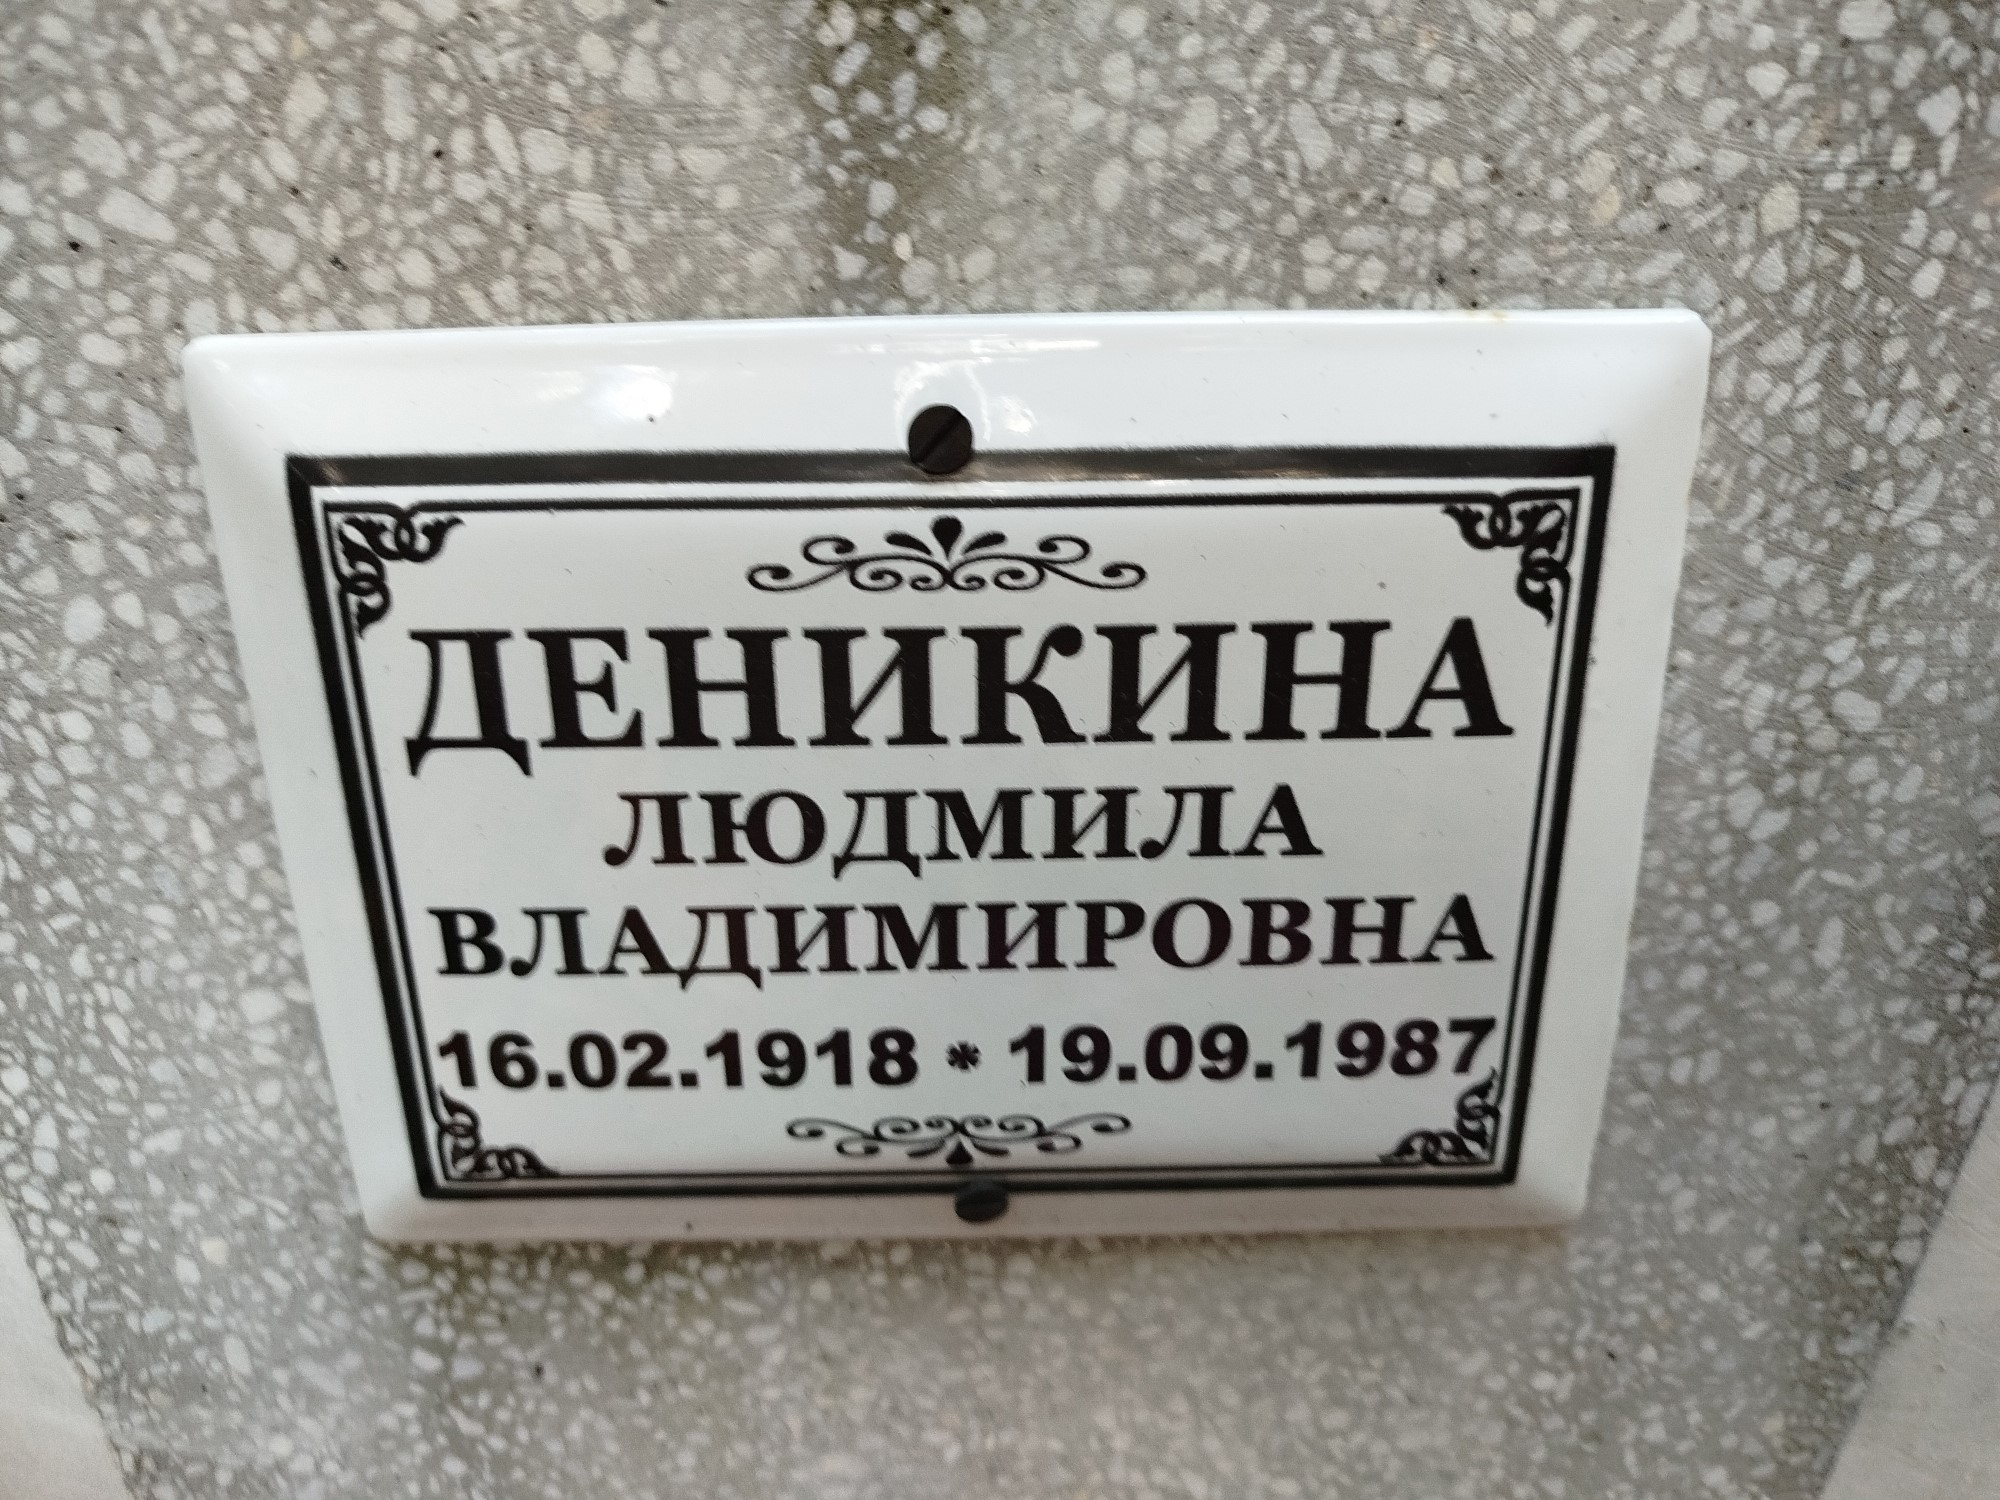 ДЕНИКИНА
ЛЮДМИЛА
ВЛАДИМИРОВНА
16.02.1918 * 19.09.1987